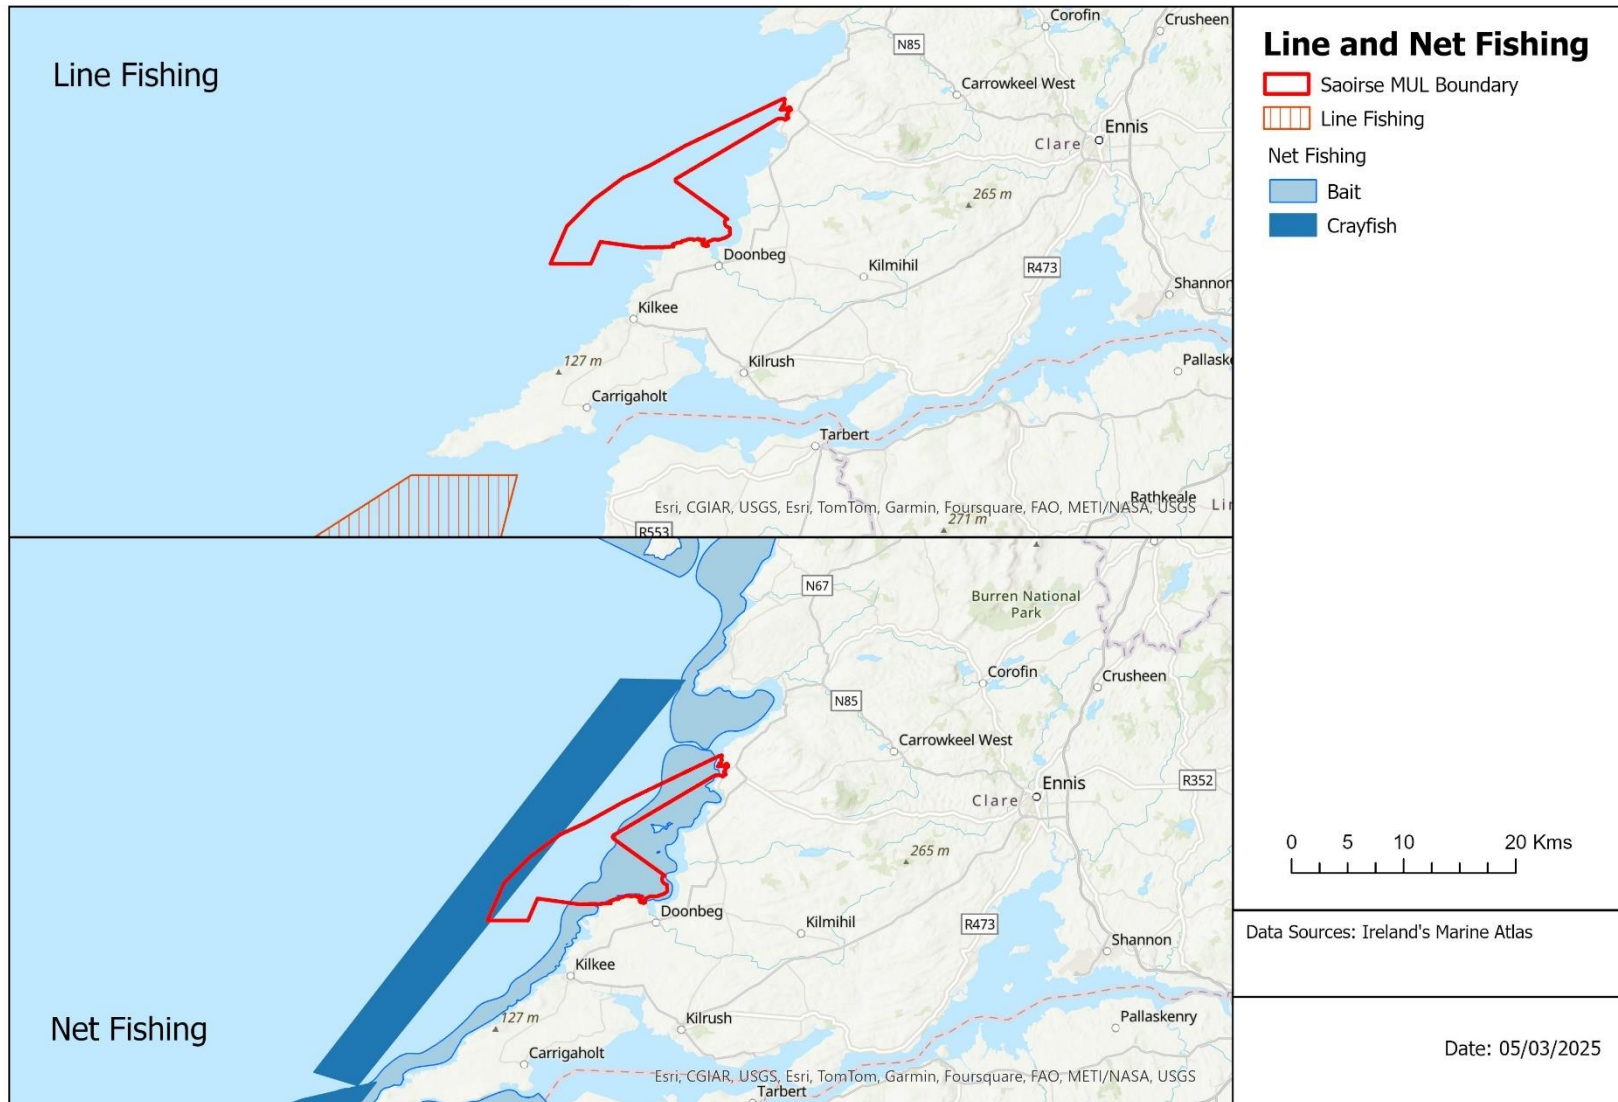 Line Fishing
Corofin
Crusheen
N85
Carrowkeel West
Ennis
Clare
265 m
Doonbeg
Kilmihil
R473
Shannon
Kilkee
127 m
Kilrush
Carrigaholt
Tarbert
Rathkeale
271 m
R553
Esri, CGIAR, USGS, Esri, TomTom, Garmin, Foursquare, FAO, METI/NASA, USGS
Net Fishing
N67
Burren National
Park
Corofin
Crusheen
N85
Carrowkeel West
R352
Ennis
Clare
265 m
Doonbeg
Kilmihil
R473
Shannon
Kilkee
127 m
Kilrush
Pallaskenry
Carrigaholt
Esri, CGIAR, USGS, Esri, TomTom, Garmin, Foursquare, FAO, METI/NASA, USGS
Tarbert
Line and Net Fishing
Saoirse MUL Boundary
Line Fishing
Net Fishing
Bait
Crayfish
0 5 10 20 Kms
Data Sources: Ireland's Marine Atlas
Date: 05/03/2025